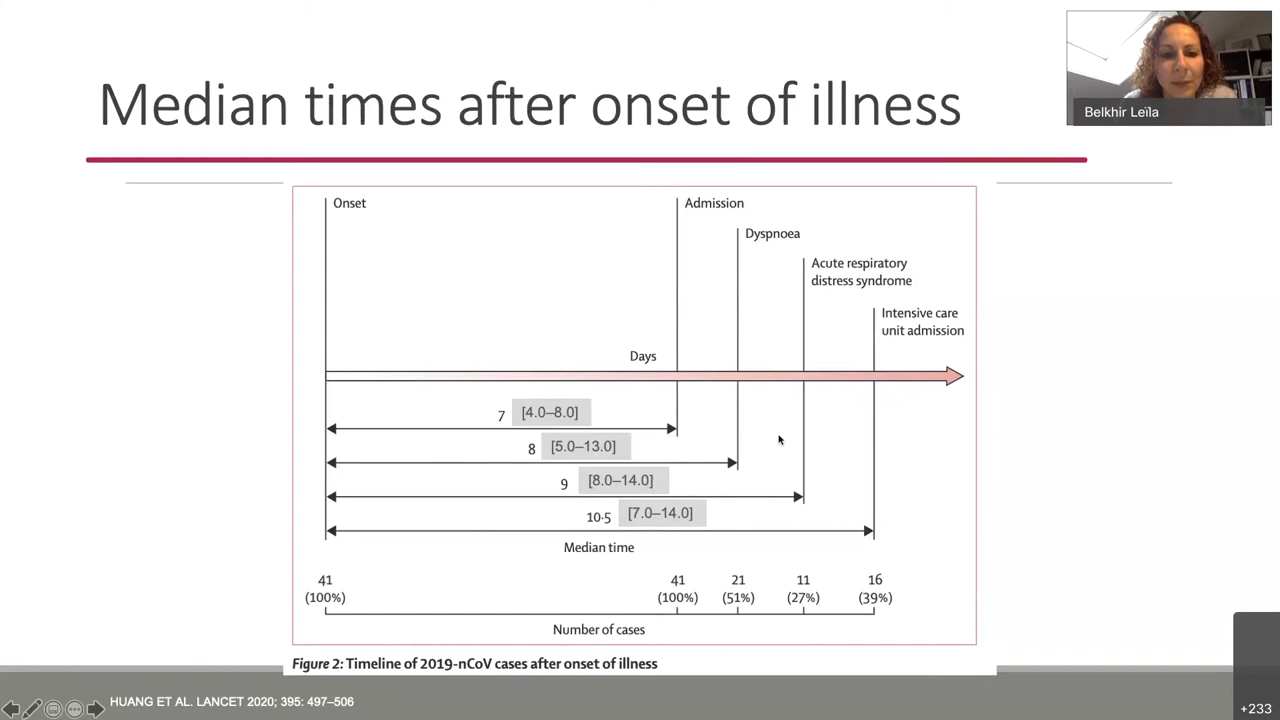 Median times after onset of illness
Belkhir Leïla
Onset
Admission
Dyspnoea
Acute respiratory
distress syndrome
Intensive care
unit admission
Days
7 [4.0–8.0]
8 [5.0–13.0]
9 [8.0–14.0]
10·5 [7.0–14.0]
Median time
41 41 21 11 16
(100%) (100%) (51%) (27%) (39%)
Number of cases
Figure 2: Timeline of 2019-nCoV cases after onset of illness
HUANG ET AL. LANCET 2020; 395: 497–506
+233